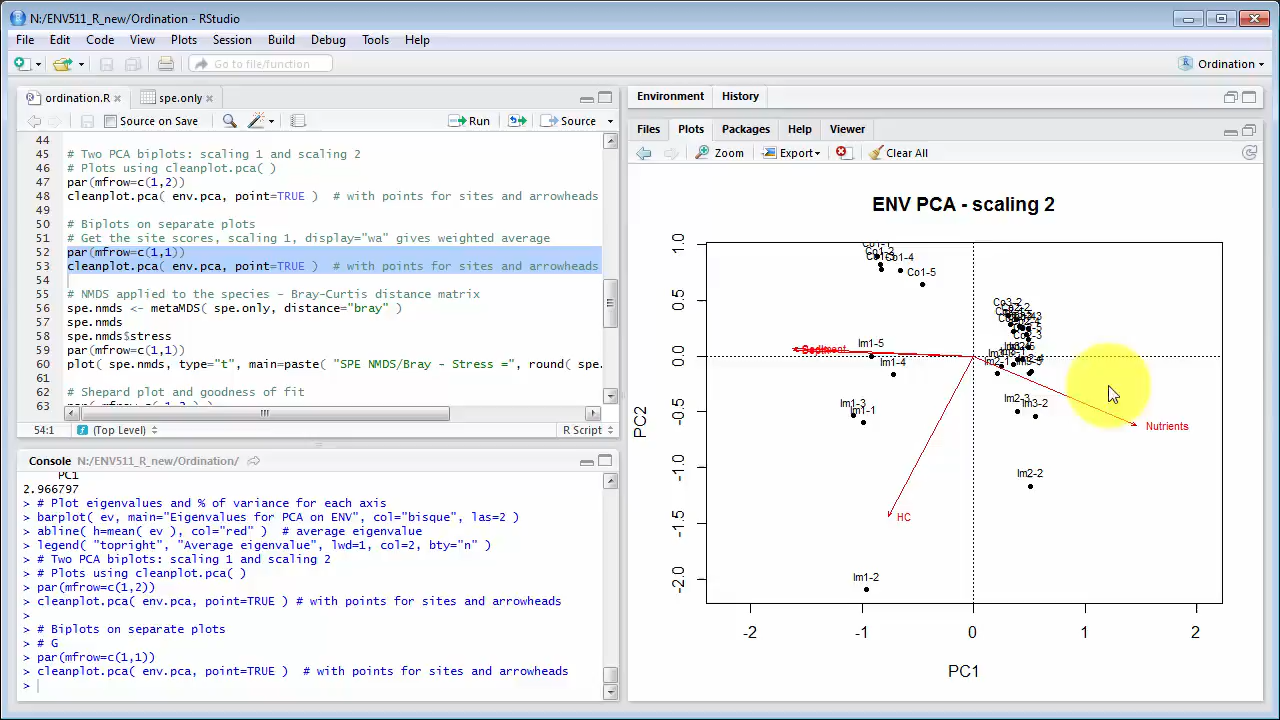 N:/ENV511_R_new/Ordination - RStudio
File Edit Code View Plots Session Build Debug Tools Help
Go to file/function
Ordination
ordination.R
spe.only
Source on Save
Run
Source
44
45 # Two PCA biplots: scaling 1 and scaling 2
46 # Plots using cleanplot.pca( )
47 par(mfrow=c(1,2))
48 cleanplot.pca( env.pca, point=TRUE ) # with points for sites and arrowheads
49
50 # Biplots on separate plots
51 # Get the site scores, scaling 1, display="wa" gives weighted average
52 par(mfrow=c(1,1))
53 cleanplot.pca( env.pca, point=TRUE ) # with points for sites and arrowheads
54
55 # NMDS applied to the species - Bray-Curtis distance matrix
56 spe.nmds <- metaMDS( spe.only, distance="bray" )
57 spe.nmds
58 spe.nmds$stress
59 par(mfrow=c(1,1))
60 plot( spe.nmds, type="t", main=paste( "SPE NMDS/Bray - Stress =", round( spe.
61
62 # Shepard plot and goodness of fit
63
54:1 (Top Level) R Script
Console N:/ENV511_R_new/Ordination/
PC1
2.966797
> # Plot eigenvalues and % of variance for each axis
> barplot( ev, main="Eigenvalues for PCA on ENV", col="bisque", las=2 )
> abline( h=mean( ev ), col="red" ) # average eigenvalue
> legend( "topright", "Average eigenvalue", lwd=1, col=2, bty="n" )
> # Two PCA biplots: scaling 1 and scaling 2
> # Plots using cleanplot.pca( )
> par(mfrow=c(1,2))
> cleanplot.pca( env.pca, point=TRUE ) # with points for sites and arrowheads
>
> # Biplots on separate plots
> # G
> par(mfrow=c(1,1))
> cleanplot.pca( env.pca, point=TRUE ) # with points for sites and arrowheads
>
Environment History
Files Plots Packages Help Viewer
Zoom Export Clear All
ENV PCA - scaling 2
PC2
1.0
0.5
0.0
-0.5
-1.0
-1.5
-2.0
Co1-5
Co3-2
Im1-5
Im1-4
Im1-3
Im1-1
Im2-3
Im3-2
Nutrients
Im2-2
HC
Im1-2
-2 -1 0 1 2
PC1